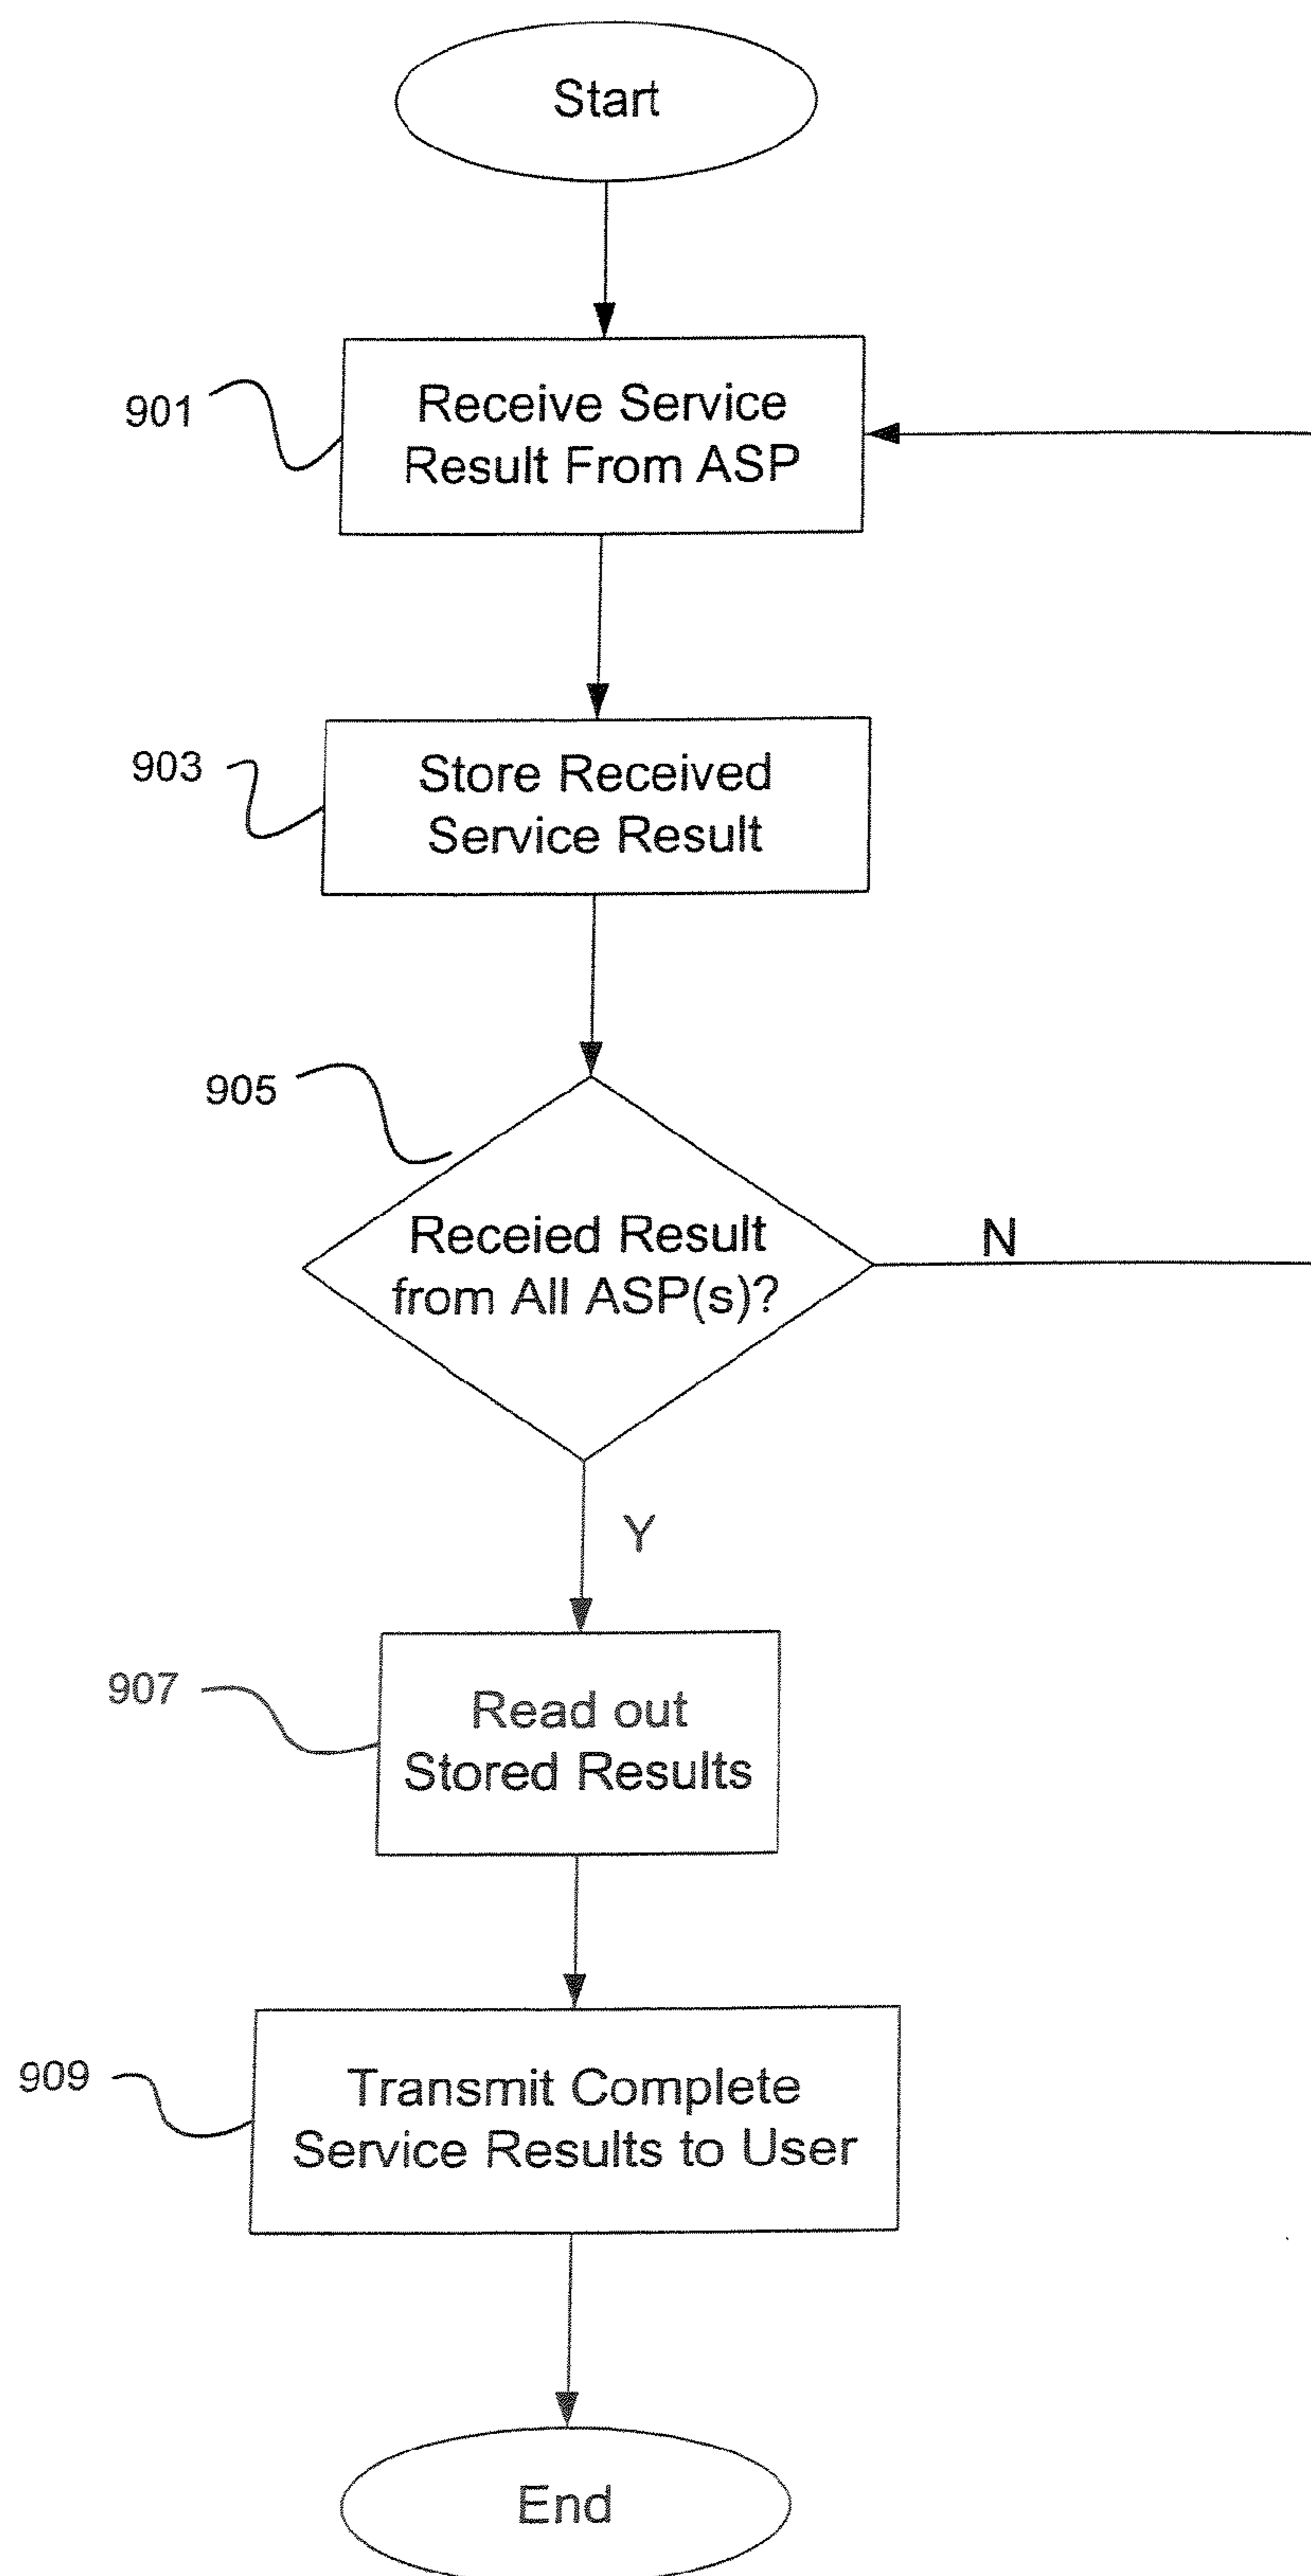 Start
901
Receive Service
Result From ASP
903
Store Received
Service Result
905
Receied Result
from All ASP(s)?
N
Y
907
Read out
Stored Results
909
Transmit Complete
Service Results to User
End